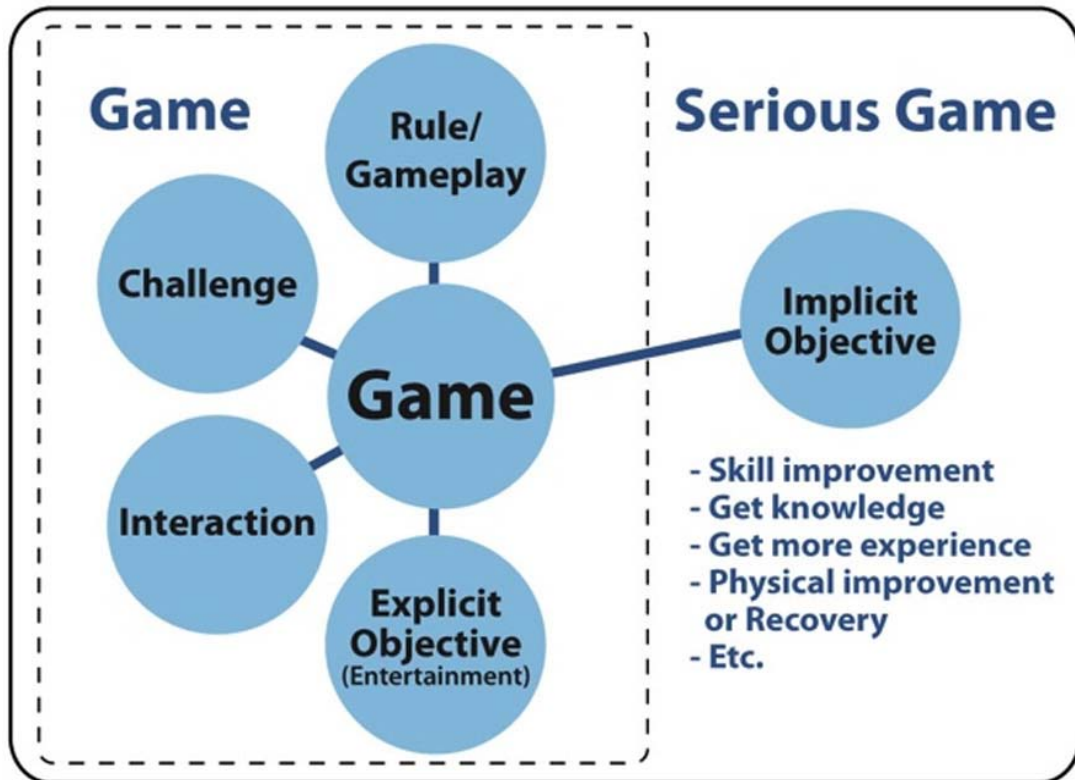 Game
Rule/
Gameplay
Challenge
Game
Interaction
Explicit
Objective
(Entertainment)
Serious Game
Implicit
Objective
- Skill improvement
- Get knowledge
- Get more experience
- Physical improvement
or Recovery
- Etc.